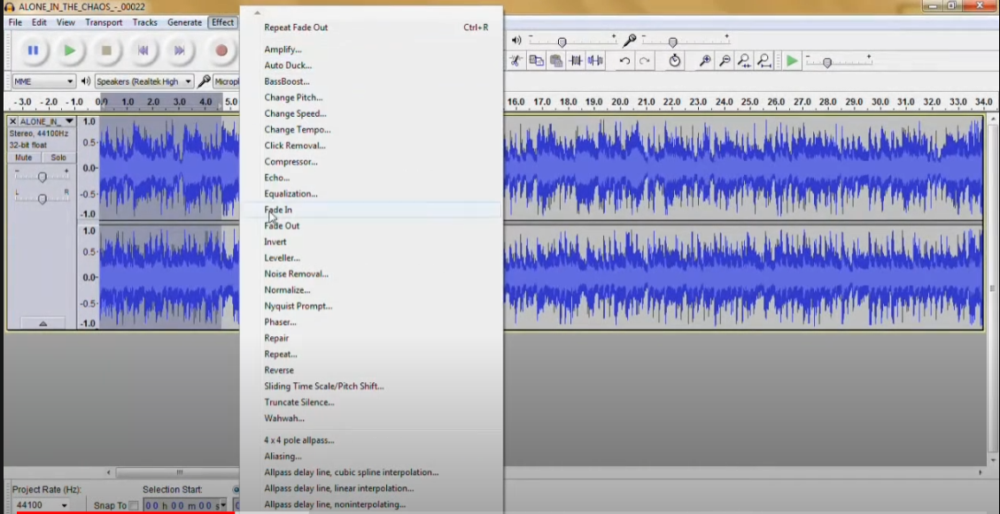 ALONE_IN_THE_CHAOS_-_00022
File Edit View Transport Tracks Generate Effect
MME Speakers (Realtek High Microph
- 3.0 - 2.0 - 1.0 0.0 1.0 2.0 3.0 4.0 5.0 16.0 17.0 18.0 19.0 20.0 21.0 22.0 23.0 24.0 25.0 26.0 27.0 28.0 29.0 30.0 31.0 32.0 33.0 34.0
ALONE_IN_
Stereo, 44100Hz
32-bit float
Mute Solo
- +
L R
1.0
0.5
0.0
-0.5
-1.0
1.0
0.5
0.0
-0.5
-1.0
Repeat Fade Out Ctrl+R
Amplify...
Auto Duck...
BassBoost...
Change Pitch...
Change Speed...
Change Tempo...
Click Removal...
Compressor...
Echo...
Equalization...
Fade In
Fade Out
Invert
Leveller...
Noise Removal...
Normalize...
Nyquist Prompt...
Phaser...
Repair
Repeat...
Reverse
Sliding Time Scale/Pitch Shift...
Truncate Silence...
Wahwah...
4 x 4 pole allpass...
Aliasing...
Allpass delay line, cubic spline interpolation...
Allpass delay line, linear interpolation...
Allpass delay line, noninterpolating...
Project Rate (Hz): Selection Start:
44100 Snap To 00 h 00 m 00 s